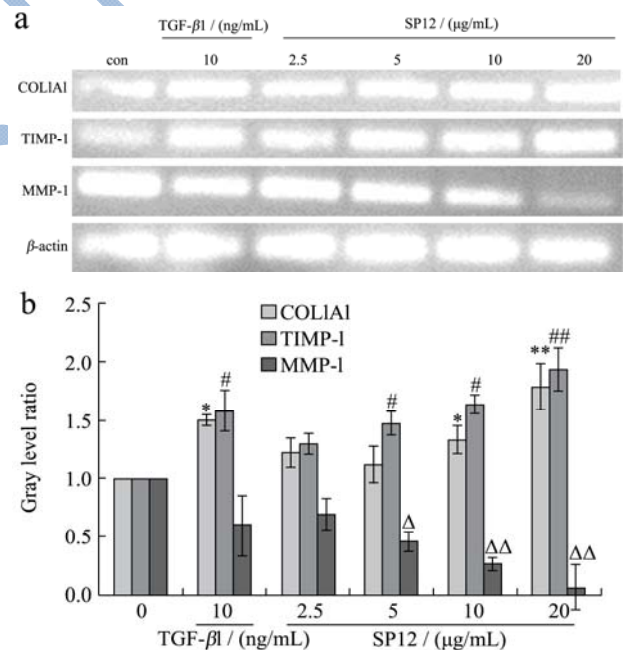 a
TGF-β1 / (ng/mL) SP12 / (μg/mL)
con 10 2.5 5 10 20
COL1A1
TIMP-1
MMP-1
β-actin
b
2.5
2.0
1.5
1.0
0.5
0
Gray level ratio
COL1A1
TIMP-1
MMP-1
* # # * # ** ##
Δ ΔΔ ΔΔ
0 10 2.5 5 10 20
TGF-β1 / (ng/mL) SP12 / (μg/mL)